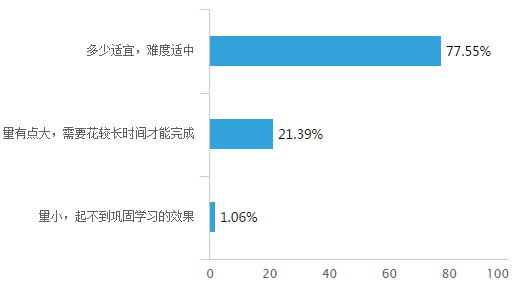 多少适宜，难度适中
77.55%
量有点大，需要花较长时间才能完成
21.39%
量小，起不到巩固学习的效果
1.06%
0 20 40 60 80 100